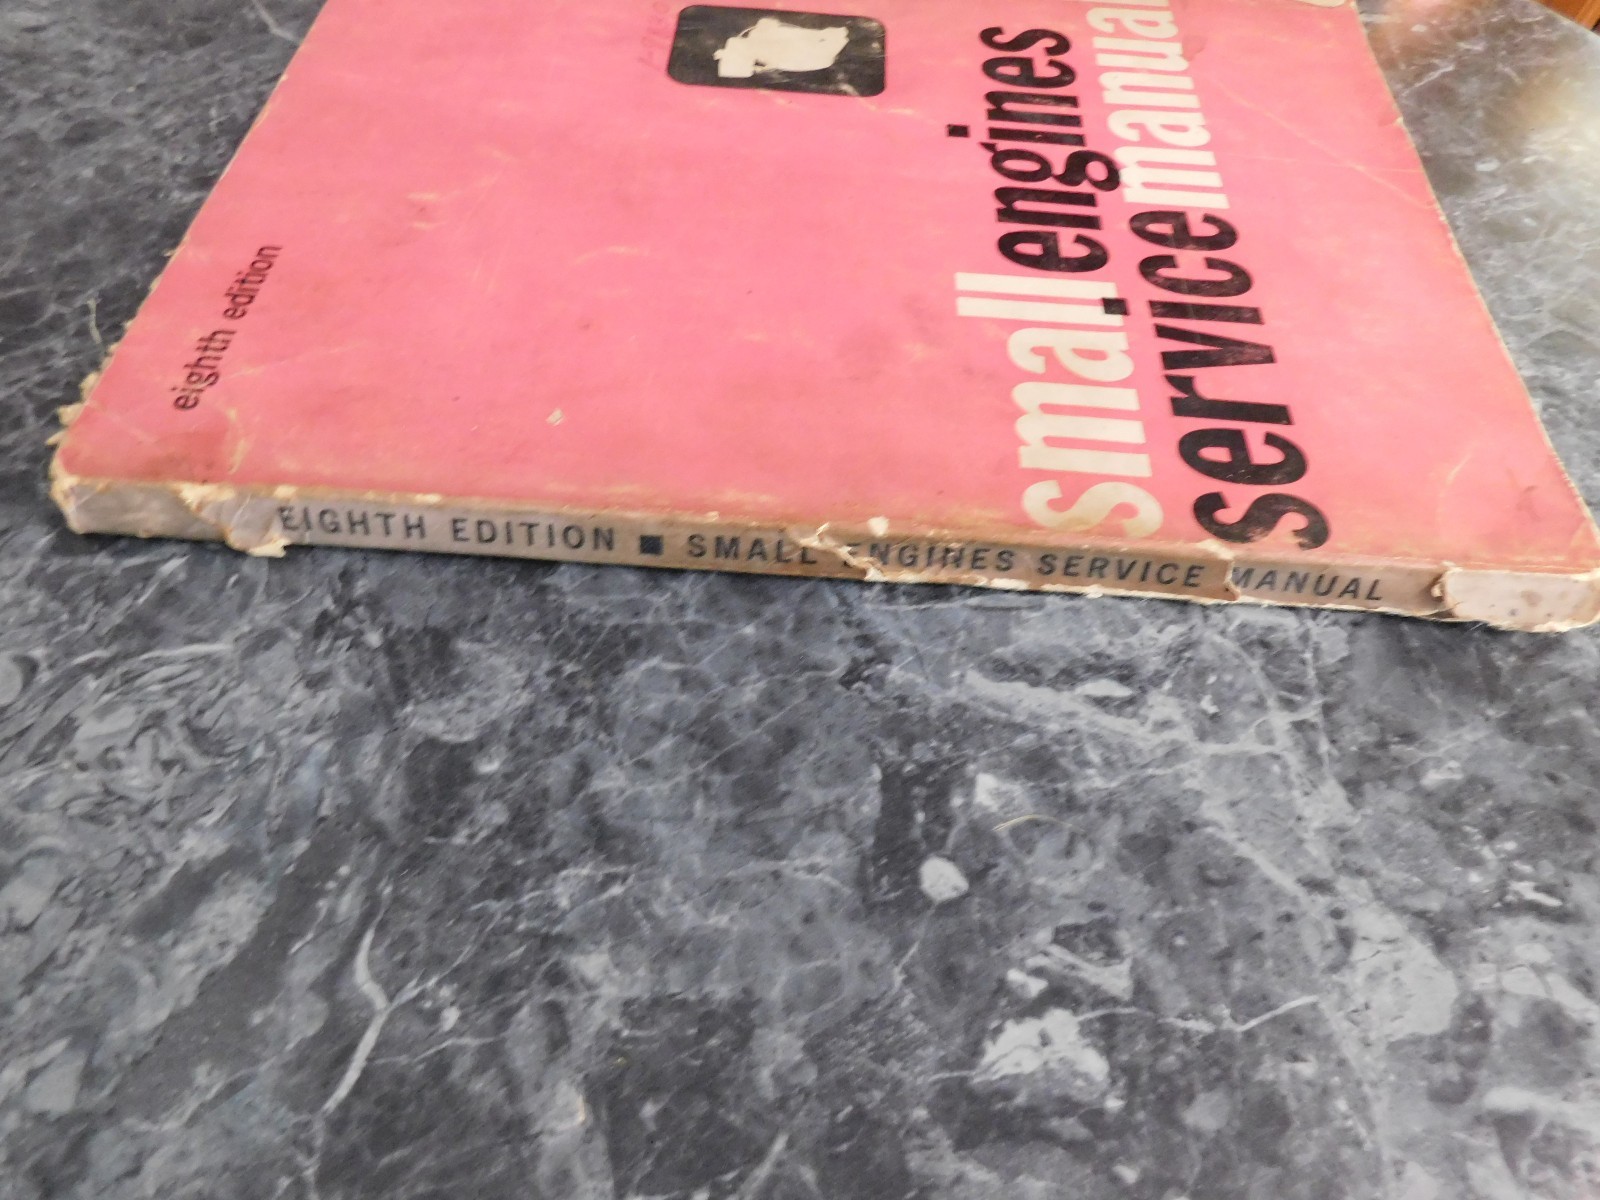 small engines
service manual
eighth edition
EIGHTH EDITION ■ SMALL ENGINES SERVICE MANUAL